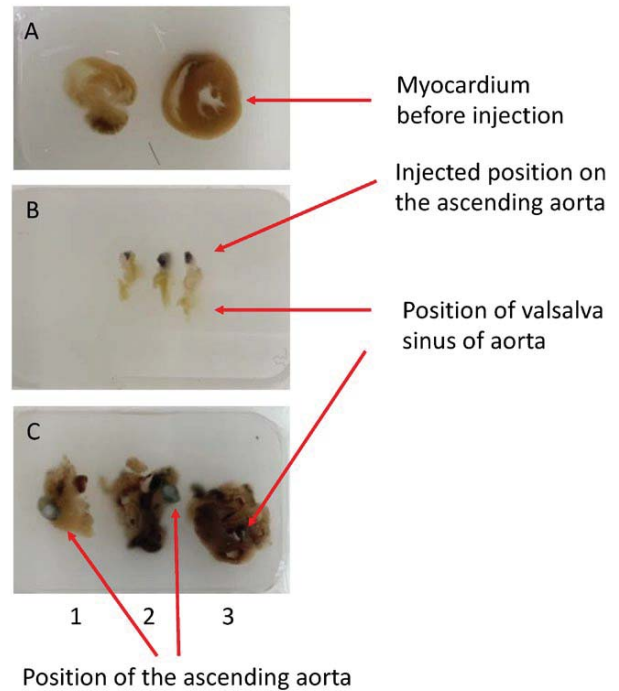 A
Myocardium
before injection
Injected position on
the ascending aorta
B
Position of valsalva
sinus of aorta
C
1 2 3
Position of the ascending aorta